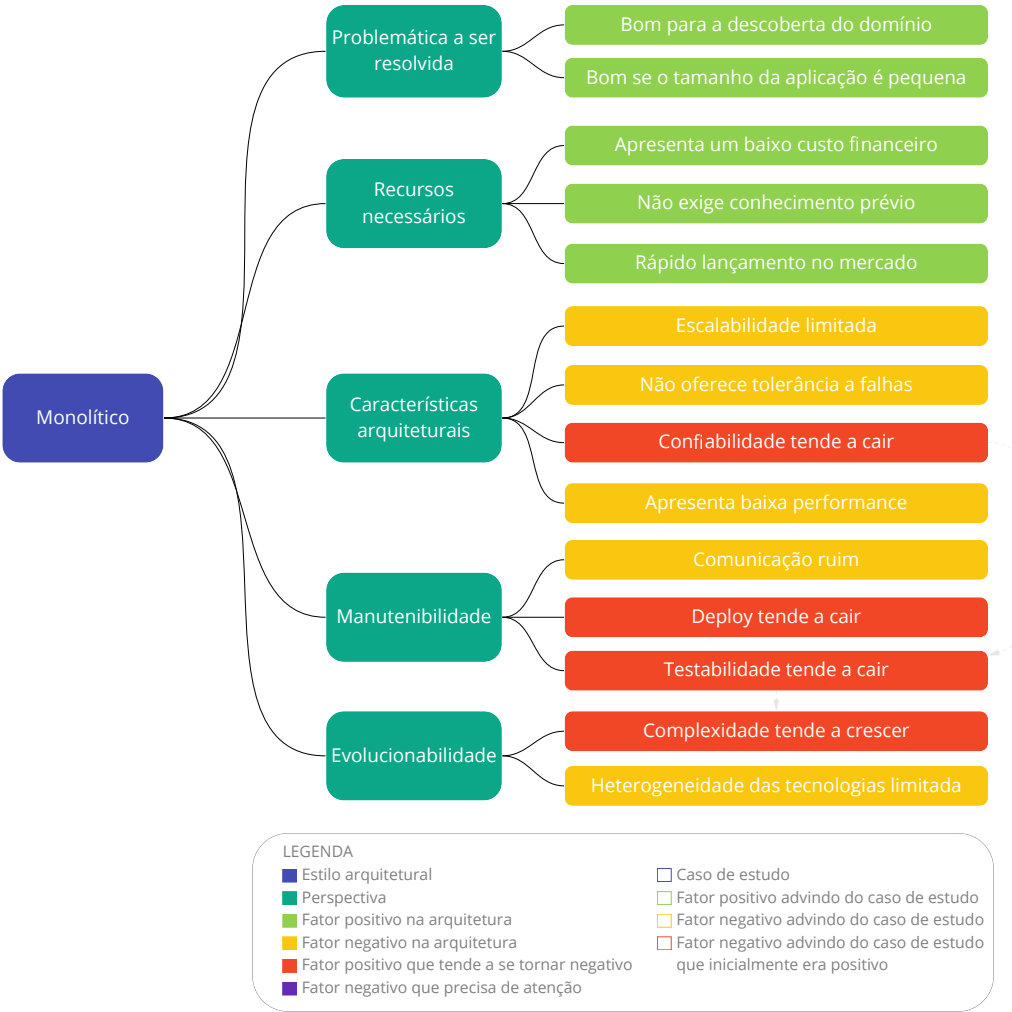 Problemática a ser
resolvida
Bom para a descoberta do domínio
Bom se o tamanho da aplicação é pequena
Recursos
necessários
Apresenta um baixo custo financeiro
Não exige conhecimento prévio
Rápido lançamento no mercado
Monolítico
Características
arquiteturais
Escalabilidade limitada
Não oferece tolerância a falhas
Confiabilidade tende a cair
Apresenta baixa performance
Manutenibilidade
Comunicação ruim
Deploy tende a cair
Testabilidade tende a cair
Evolucionabilidade
Complexidade tende a crescer
Heterogeneidade das tecnologias limitada
LEGENDA
Estilo arquitetural
Perspectiva
Fator positivo na arquitetura
Fator negativo na arquitetura
Fator positivo que tende a se tornar negativo
Fator negativo que precisa de atenção
Caso de estudo
Fator positivo advindo do caso de estudo
Fator negativo advindo do caso de estudo
Fator negativo advindo do caso de estudo
que inicialmente era positivo